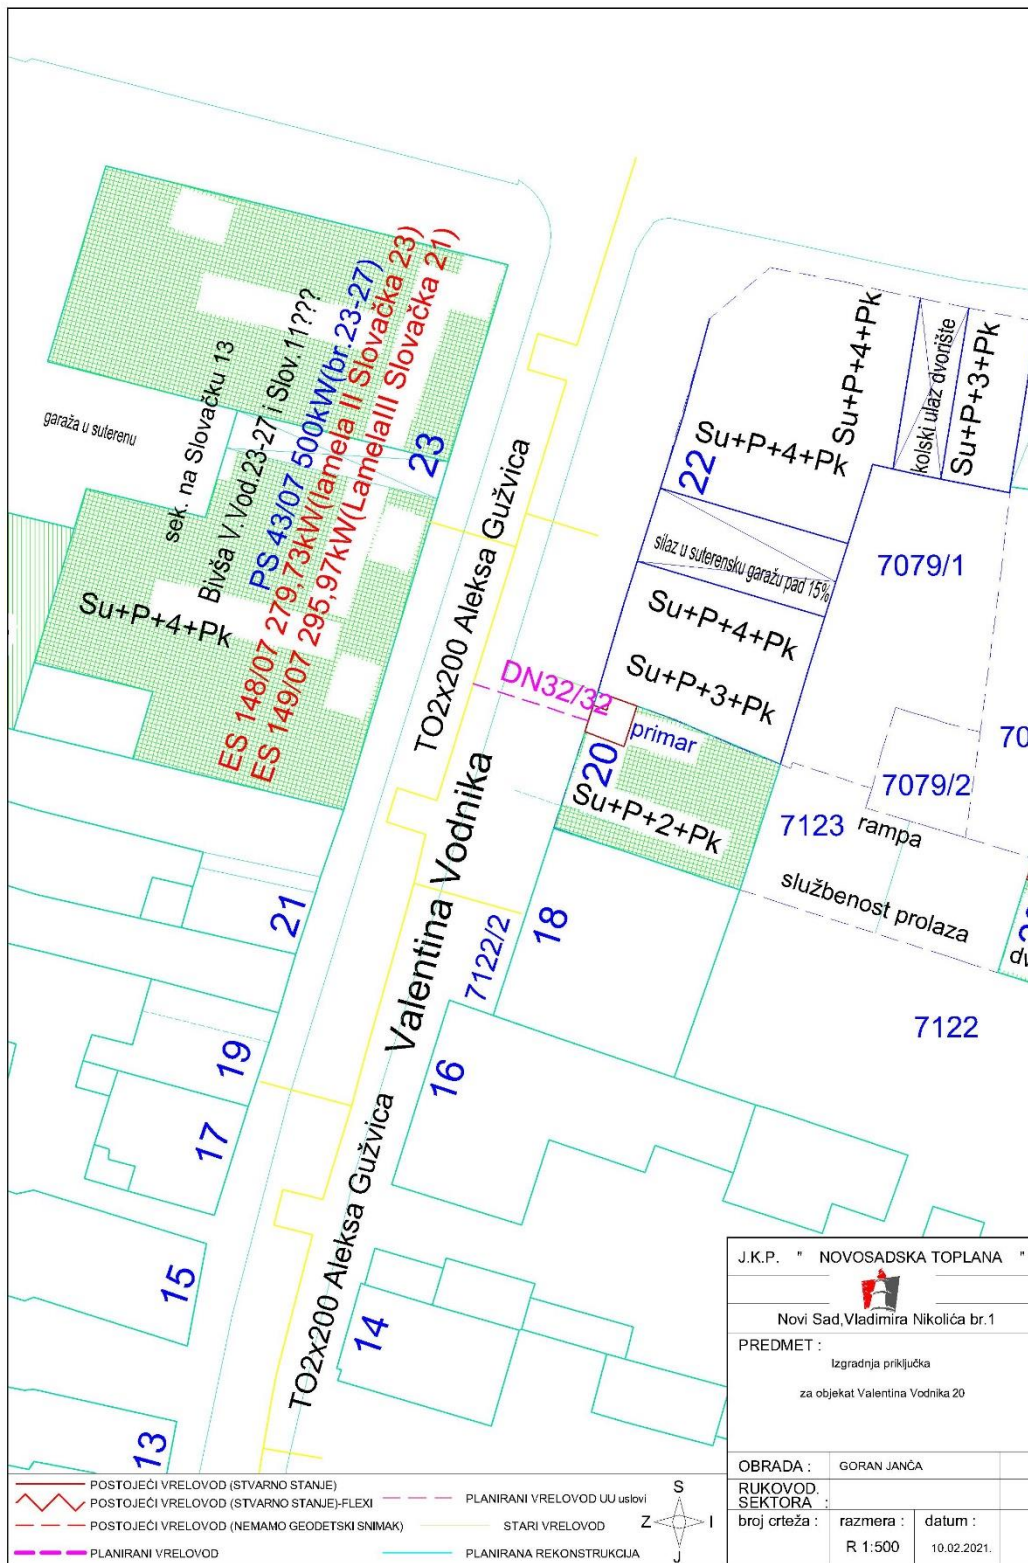 garaža u suterenu
sek. na Slovačku 13
Bivša V.Vod.23-27 i Slov.11???
PS 43/07 500kW(br.23-27)
ES 148/07 279,73kW(lamela II Slovačka 23)
ES 149/07 295,97kW(LamelaIII Slovačka 21)
23
Su+P+4+Pk
TO2x200 Aleksa Gužvica
Su+P+4+Pk
kolski ulaz dvorište
Su+P+3+Pk
Su+P+4+Pk
22
silaz u suterensku garažu pad 15%
7079/1
Su+P+4+Pk
Su+P+3+Pk
DN32/32
primar
20
Su+P+2+Pk
70
7079/2
7123
rampa
službenost prolaza
dv
7122
21
Valentina Vodnika
7122/2
18
19
16
17
TO2x200 Aleksa Gužvica
15
14
13
J.K.P. " NOVOSADSKA TOPLANA "
Novi Sad,Vladimira Nikolića br.1
PREDMET :
Izgradnja priključka
za objekat Valentina Vodnika 20
OBRADA : GORAN JANČA
RUKOVOD.
SEKTORA :
broj crteža : razmera : datum :
R 1:500 10.02.2021.
POSTOJEĆI VRELOVOD (STVARNO STANJE)
POSTOJEĆI VRELOVOD (STVARNO STANJE)-FLEXI
POSTOJEĆI VRELOVOD (NEMAMO GEODETSKI SNIMAK)
PLANIRANI VRELOVOD
PLANIRANI VRELOVOD UU uslovi
STARI VRELOVOD
PLANIRANA REKONSTRUKCIJA
S
Z I
J